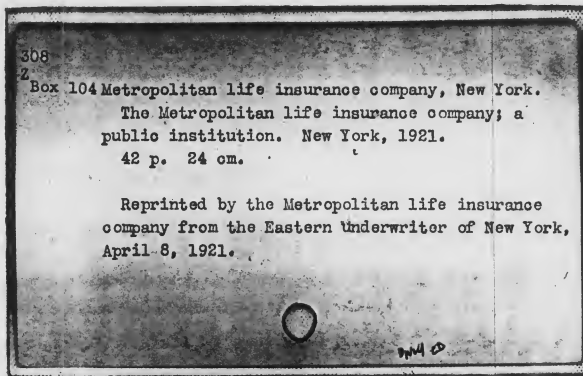 308
Z
Box 104 Metropolitan life insurance company, New York.
The Metropolitan life insurance company; a
public institution. New York, 1921.
42 p. 24 cm.
Reprinted by the Metropolitan life insurance
company from the Eastern Underwriter of New York,
April 8, 1921.